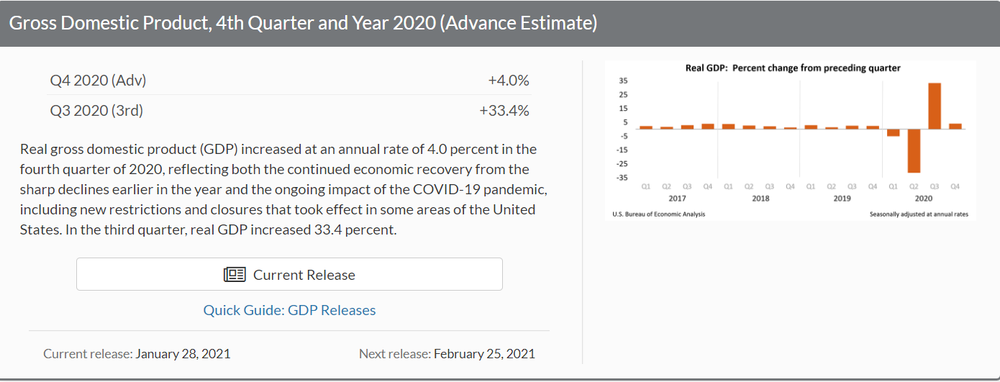 Gross Domestic Product, 4th Quarter and Year 2020 (Advance Estimate)
Q4 2020 (Adv) +4.0%
Q3 2020 (3rd) +33.4%
Real gross domestic product (GDP) increased at an annual rate of 4.0 percent in the
fourth quarter of 2020, reflecting both the continued economic recovery from the
sharp declines earlier in the year and the ongoing impact of the COVID-19 pandemic,
including new restrictions and closures that took effect in some areas of the United
States. In the third quarter, real GDP increased 33.4 percent.
Current Release
Quick Guide: GDP Releases
Current release: January 28, 2021 Next release: February 25, 2021
Real GDP: Percent change from preceding quarter
35
25
15
5
-5
-15
-25
-35
Q1 Q2 Q3 Q4 Q1 Q2 Q3 Q4 Q1 Q2 Q3 Q4 Q1 Q2 Q3 Q4
2017 2018 2019 2020
U.S. Bureau of Economic Analysis Seasonally adjusted at annual rates